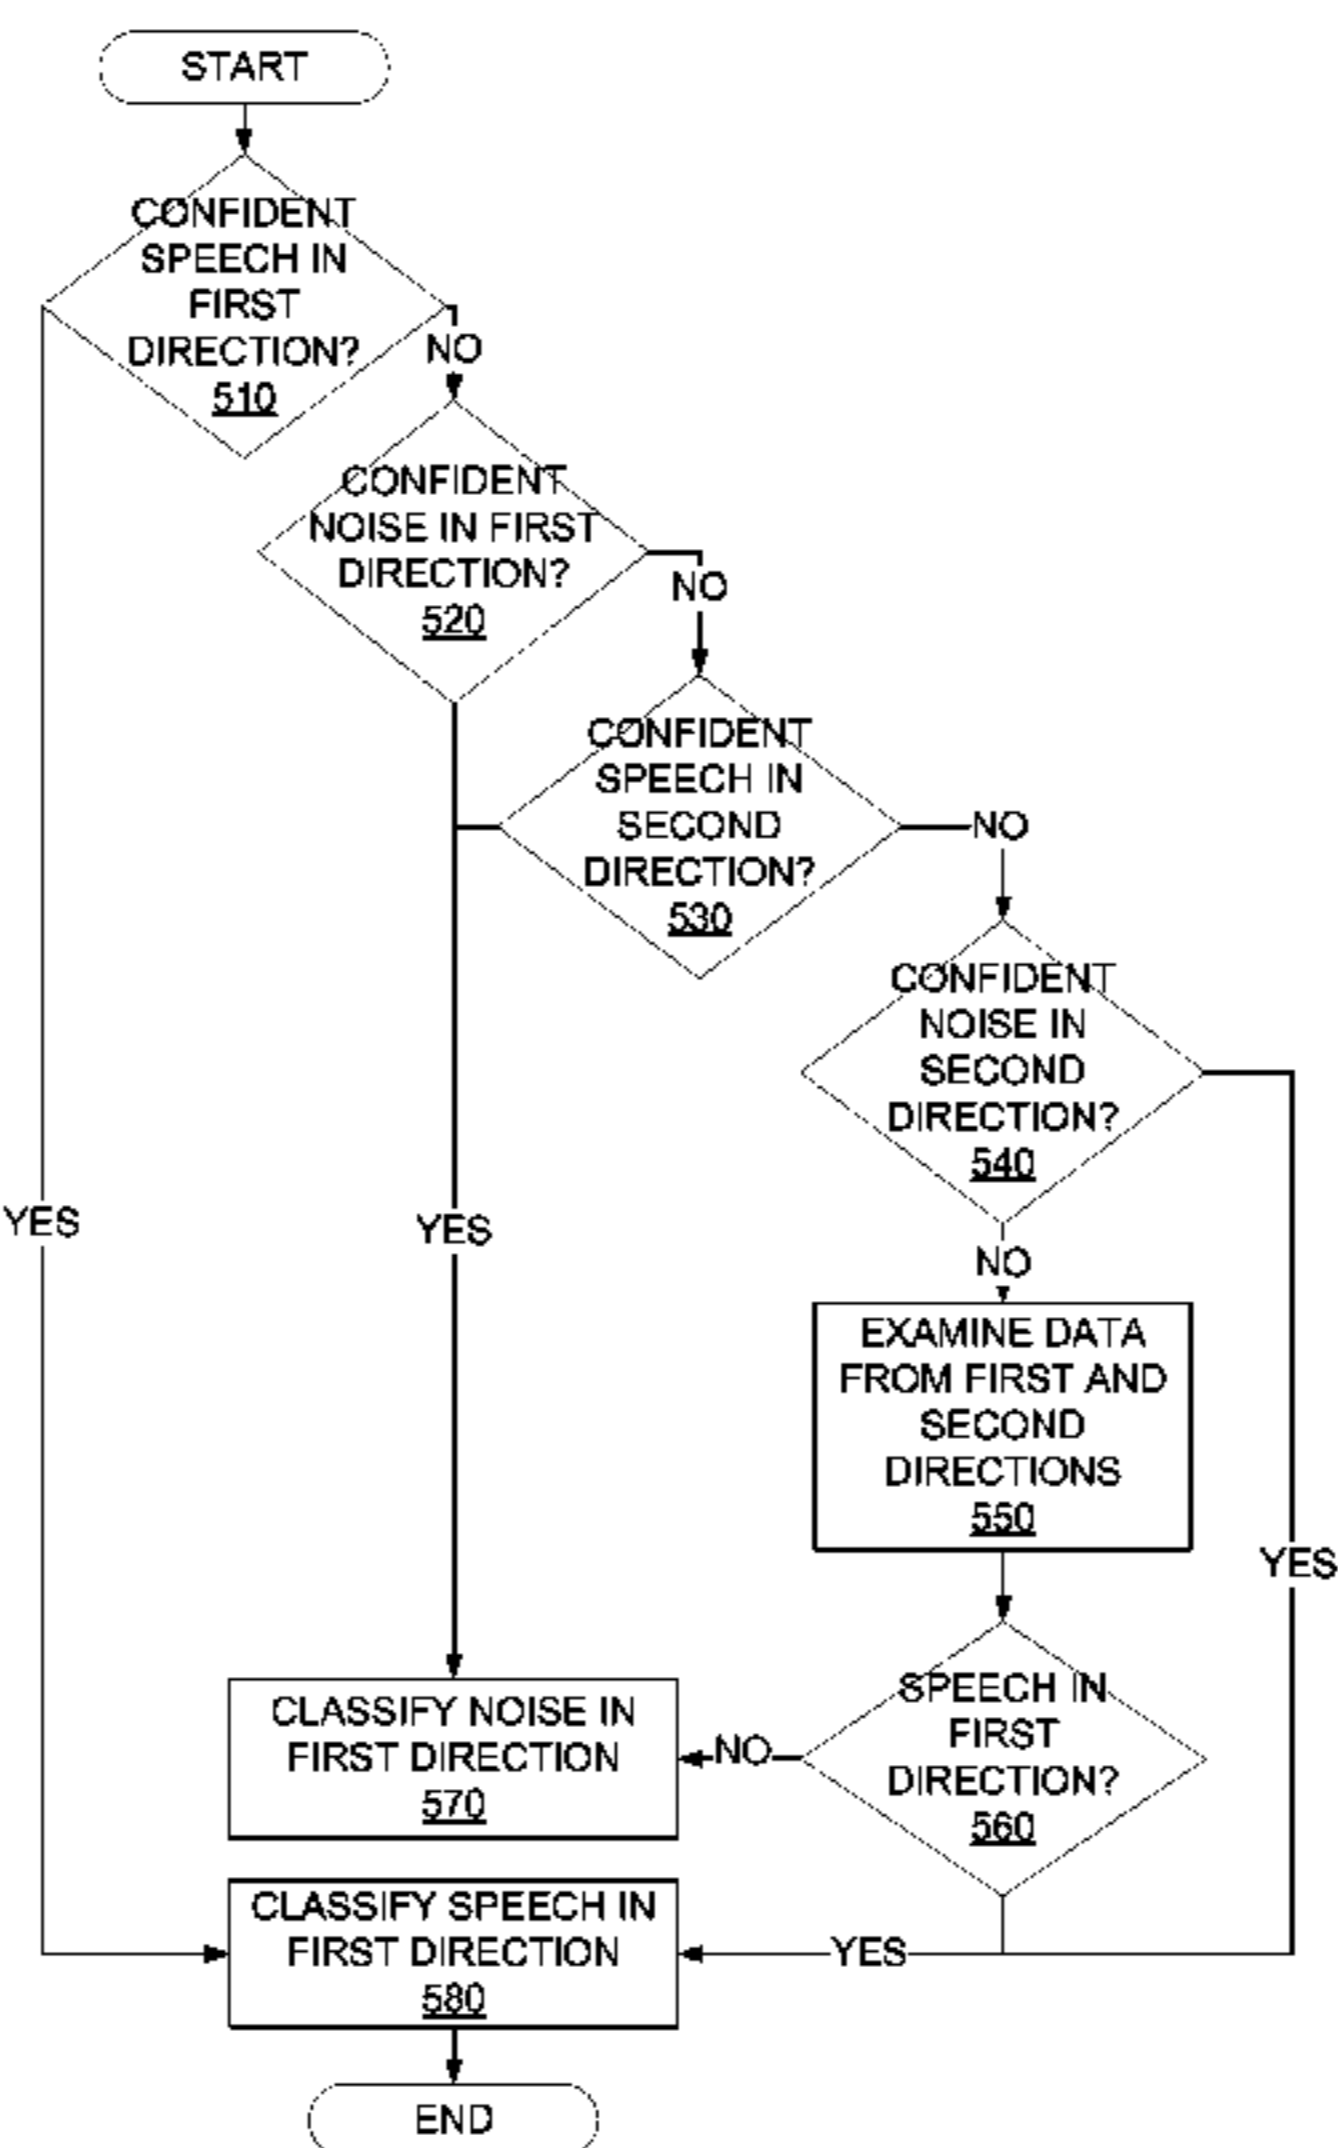 START
CONFIDENT
SPEECH IN
FIRST
DIRECTION?
510
NO
CONFIDENT
NOISE IN FIRST
DIRECTION?
520
NO
CONFIDENT
SPEECH IN
SECOND
DIRECTION?
530
NO
CONFIDENT
NOISE IN
SECOND
DIRECTION?
540
YES
YES
NO
EXAMINE DATA
FROM FIRST AND
SECOND
DIRECTIONS
550
YES
SPEECH IN
FIRST
DIRECTION?
560
NO
CLASSIFY NOISE IN
FIRST DIRECTION
570
CLASSIFY SPEECH IN
FIRST DIRECTION
580
YES
END